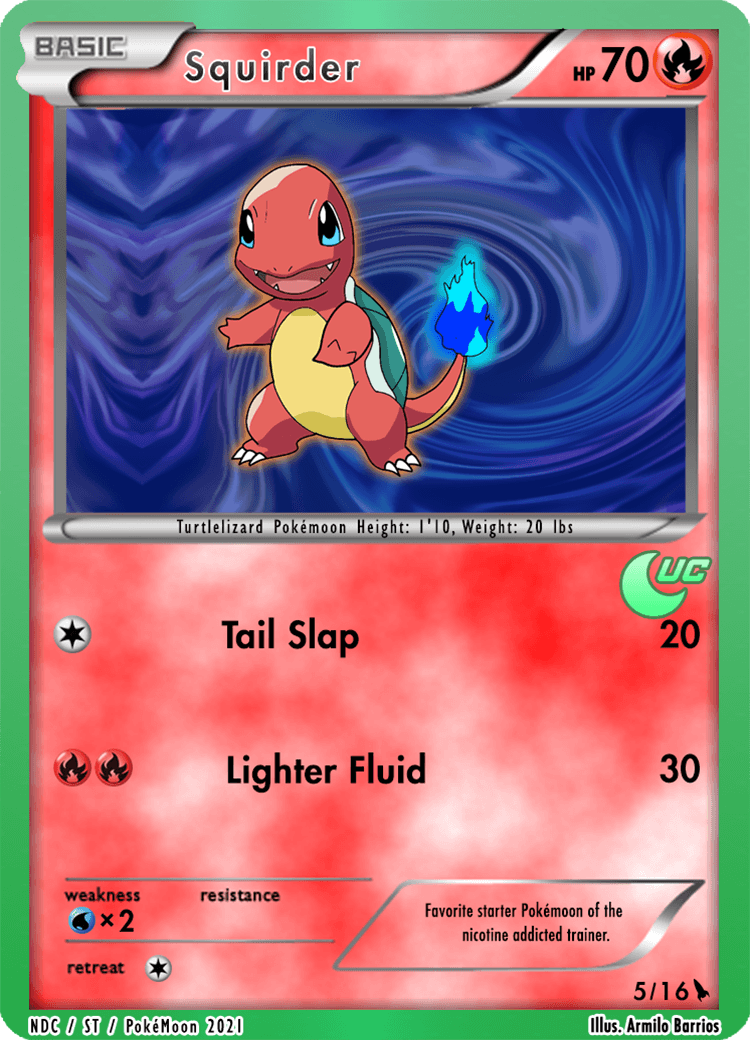 BASIC
Squirder
HP 70
Turtlelizard Pokémoon Height: 1'10, Weight: 20 lbs
UC
Tail Slap 20
Lighter Fluid 30
weakness resistance
×2
Favorite starter Pokémoon of the
nicotine addicted trainer.
retreat
5/16
NDC / ST / PokéMoon 2021 Illus. Armilo Barrios